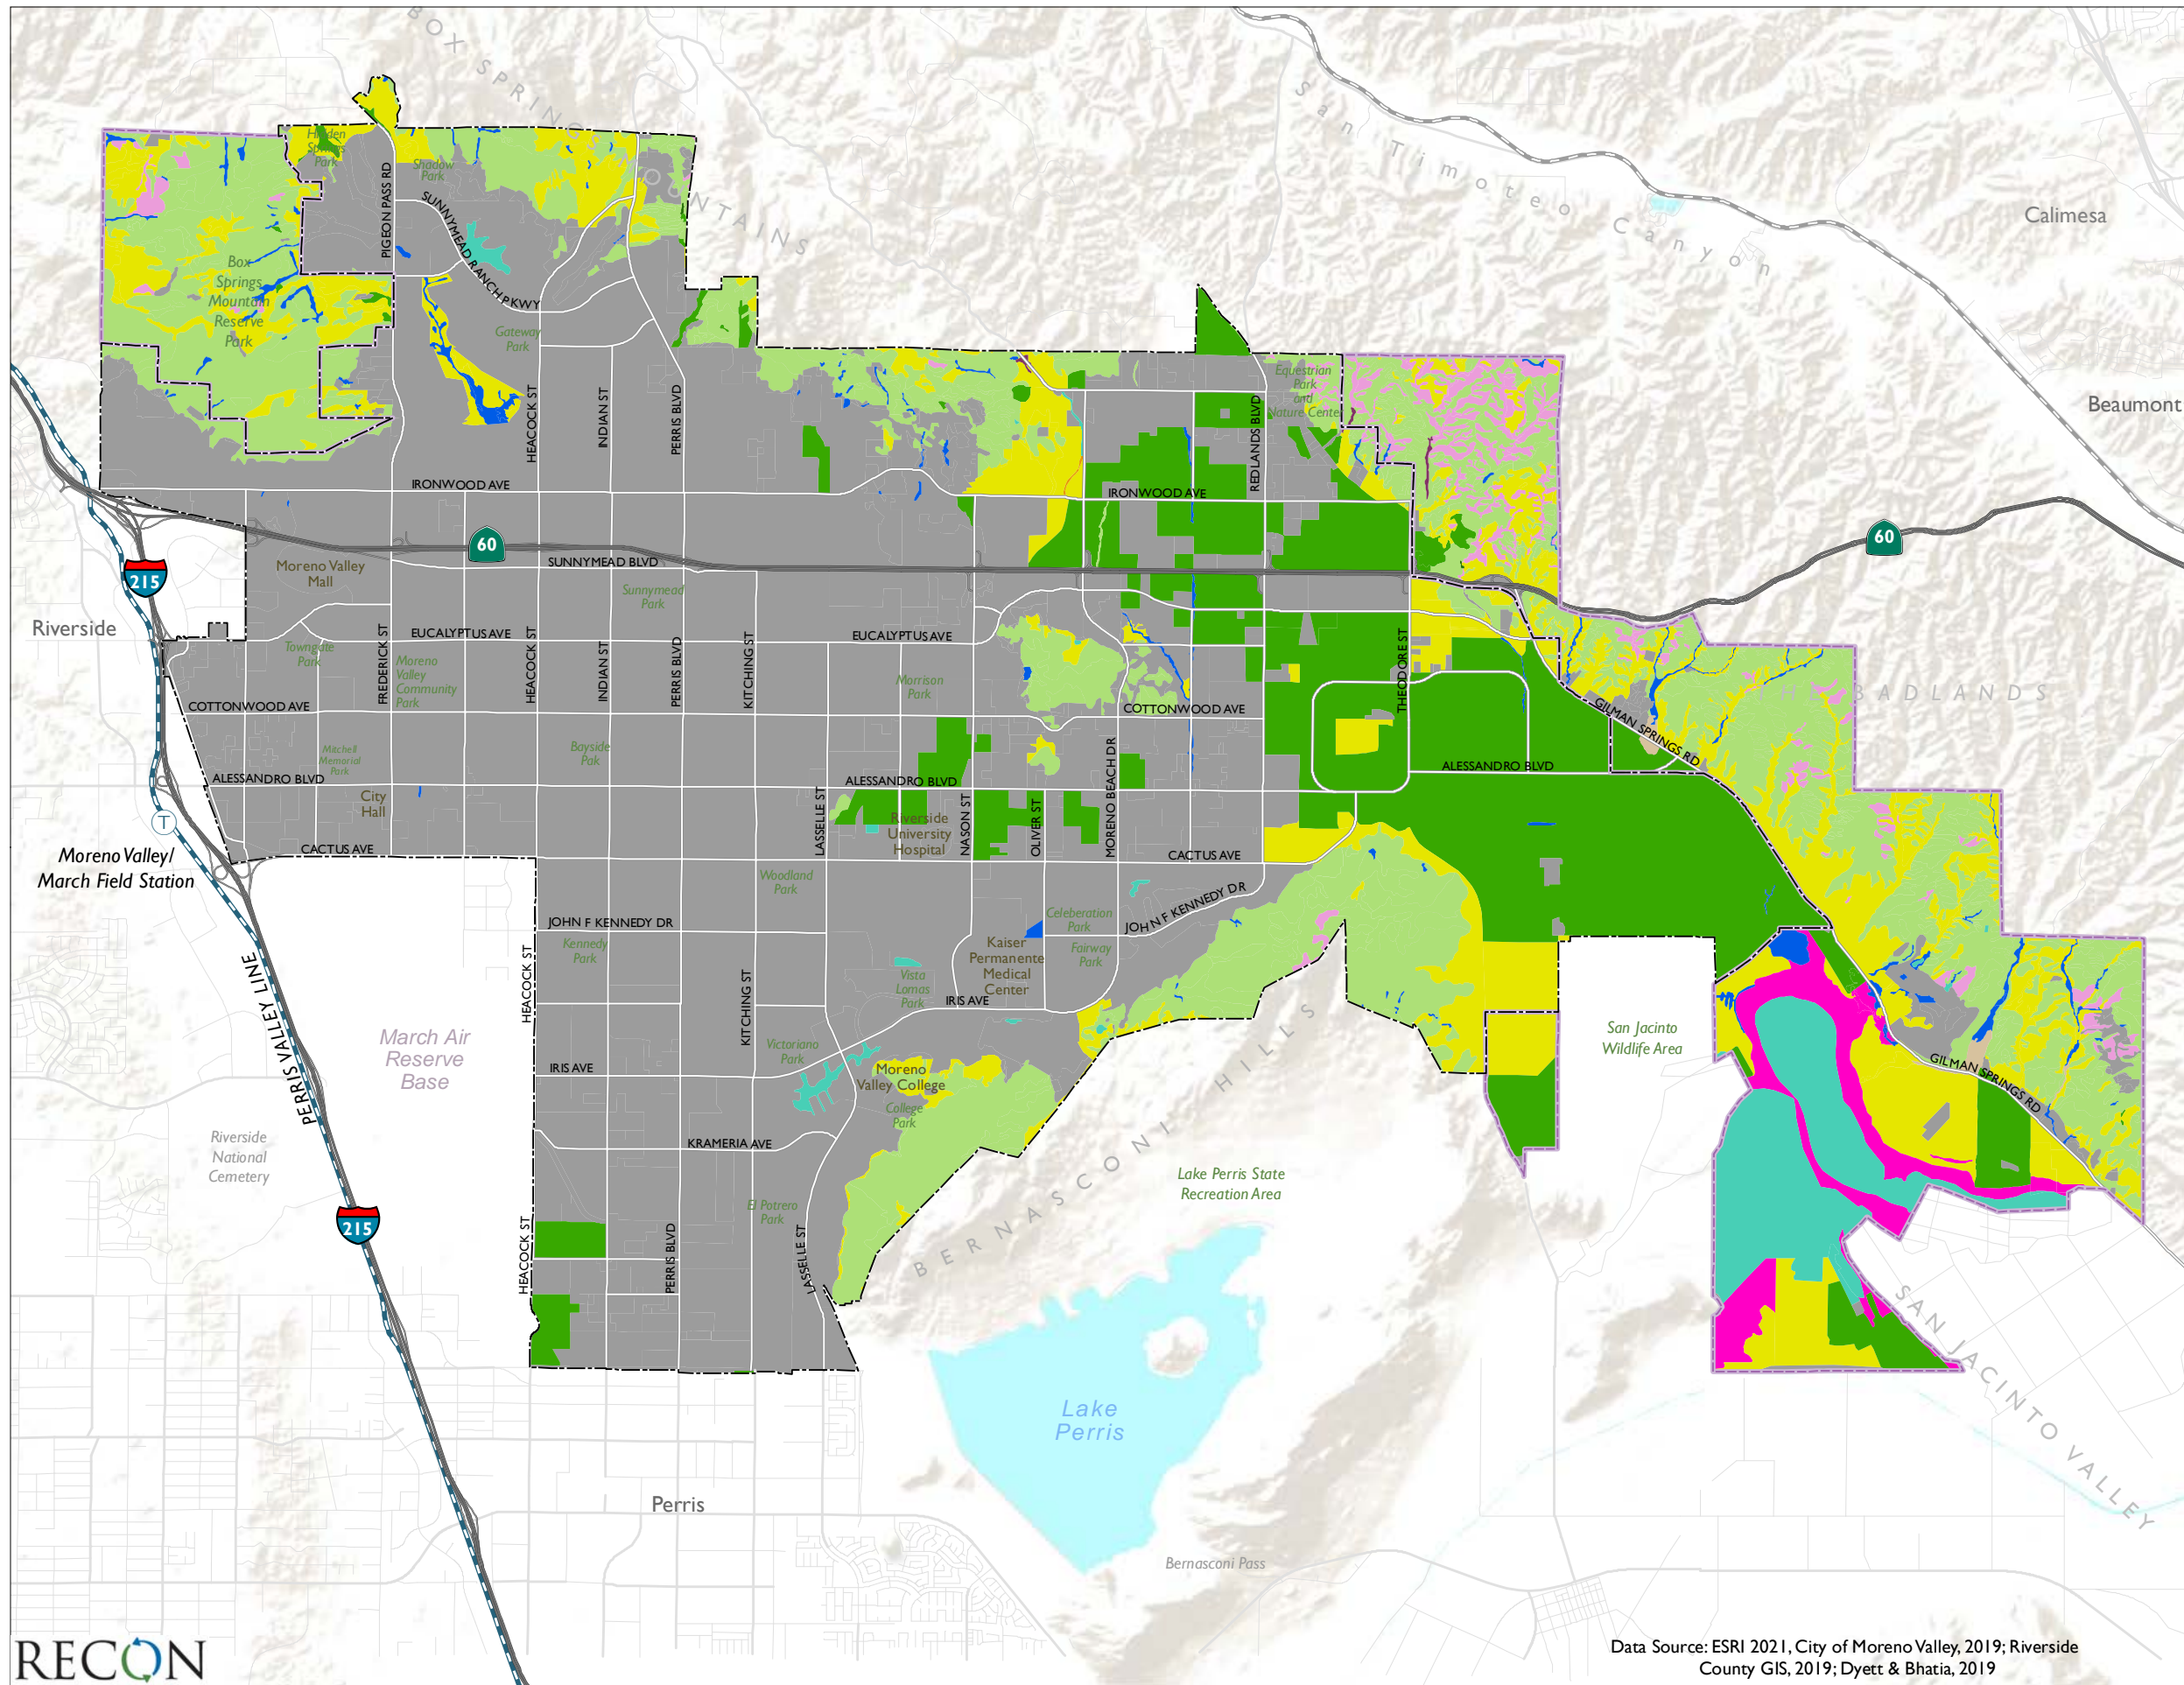 BOX SPRINGS
MOUNTAINS
San Timoteo Canyon
Calimesa
Beaumont
Hidden
Springs
Park
Shadow
Park
PIGEON PASS RD
SUNNYMEAD RANCH PKWY
Box
Springs
Mountain
Reserve
Park
Gateway
Park
Equestrian
Park
and
Nature Center
HEACOCK ST
INDIAN ST
PERRIS BLVD
REDLANDS BLVD
IRONWOOD AVE
IRONWOOD AVE
60
60
215
SUNNYMEAD BLVD
Moreno Valley
Mall
Sunnymead
Park
Riverside
EUCALYPTUS AVE
EUCALYPTUS AVE
Towngate
Park
FREDERICK ST
Moreno
Valley
Community
Park
HEACOCK ST
INDIAN ST
PERRIS BLVD
KITCHING ST
Morrison
Park
THEODORE ST
THE BADLANDS
COTTONWOOD AVE
COTTONWOOD AVE
GILMAN SPRINGS RD
Mitchell
Memorial
Park
Bayside
Pak
MORENO BEACH DR
ALESSANDRO BLVD
ALESSANDRO BLVD
ALESSANDRO BLVD
City
Hall
LASSELLE ST
Riverside
University
Hospital
NASON ST
OLIVER ST
T
Moreno Valley/
March Field Station
CACTUS AVE
CACTUS AVE
Woodland
Park
JOHN F KENNEDY DR
JOHN F KENNEDY DR
Kennedy
Park
Celeberation
Park
Fairway
Park
Kaiser
Permanente
Medical
Center
HEACOCK ST
KITCHING ST
Vista
Lomas
Park
IRIS AVE
PERRIS VALLEY LINE
March Air
Reserve
Base
Victoriano
Park
IRIS AVE
Moreno
Valley College
College
Park
San Jacinto
Wildlife Area
GILMAN SPRINGS RD
Riverside
National
Cemetery
KRAMERIA AVE
BERNASCONI HILLS
Lake Perris State
Recreation Area
El Potrero
Park
215
HEACOCK ST
PERRIS BLVD
LASSELLE ST
SAN JACINTO VALLEY
Lake
Perris
Perris
Bernasconi Pass
RECON
Data Source: ESRI 2021, City of Moreno Valley, 2019; Riverside
County GIS, 2019; Dyett & Bhatia, 2019